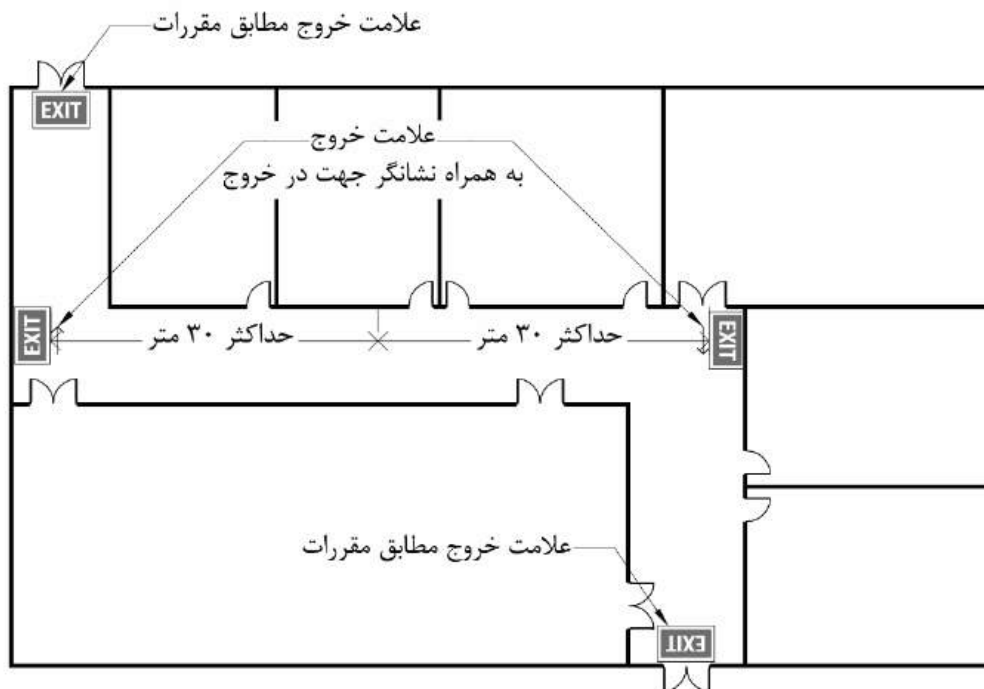 علامت خروج مطابق مقررات
EXIT
علامت خروج
به همراه نشانگر جهت در خروج
EXIT
حداکثر ۳۰ متر
حداکثر ۳۰ متر
EXIT
علامت خروج مطابق مقررات
EXIT